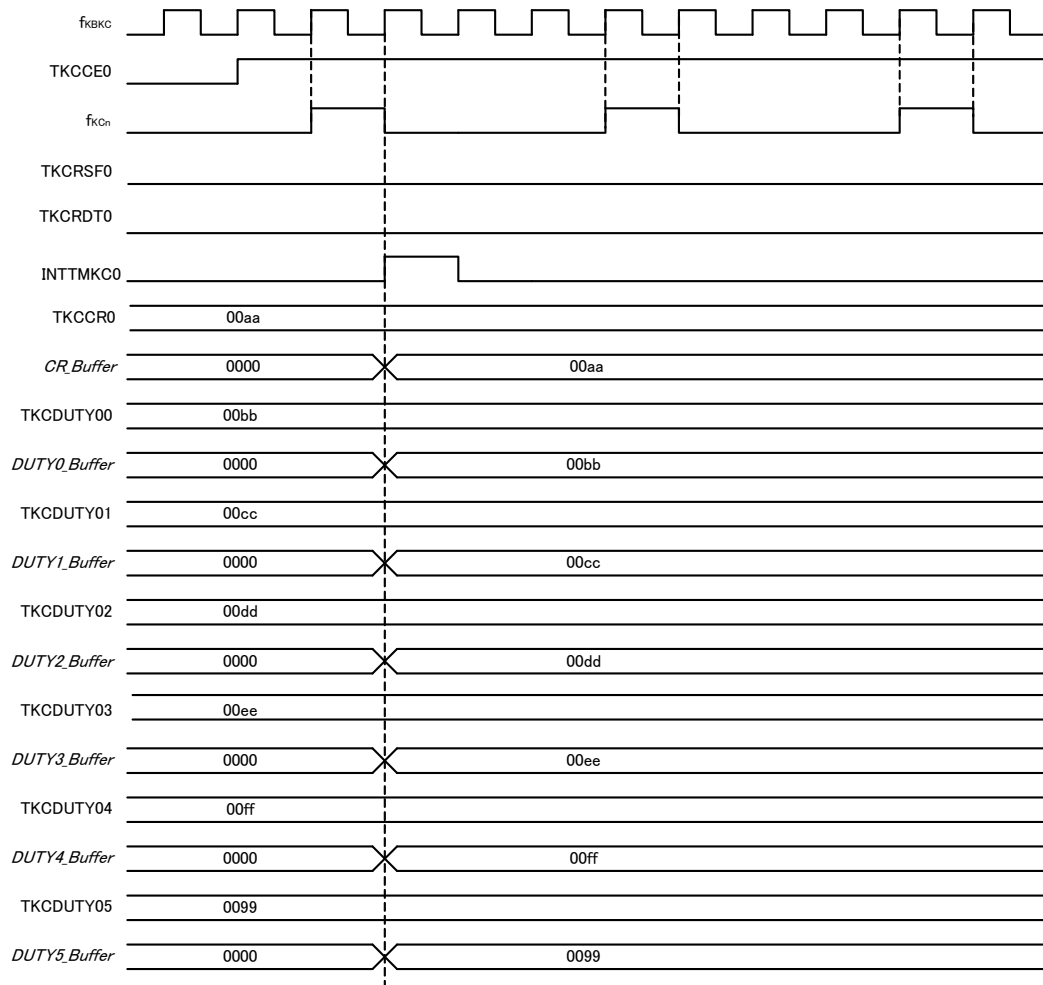 fKBKC
TKCCE0
fKCn
TKCRSF0
TKCRDT0
INTTMKC0
TKCCR0 00aa
CR_Buffer 0000 00aa
TKCDUTY00 00bb
DUTY0_Buffer 0000 00bb
TKCDUTY01 00cc
DUTY1_Buffer 0000 00cc
TKCDUTY02 00dd
DUTY2_Buffer 0000 00dd
TKCDUTY03 00ee
DUTY3_Buffer 0000 00ee
TKCDUTY04 00ff
DUTY4_Buffer 0000 00ff
TKCDUTY05 0099
DUTY5_Buffer 0000 0099